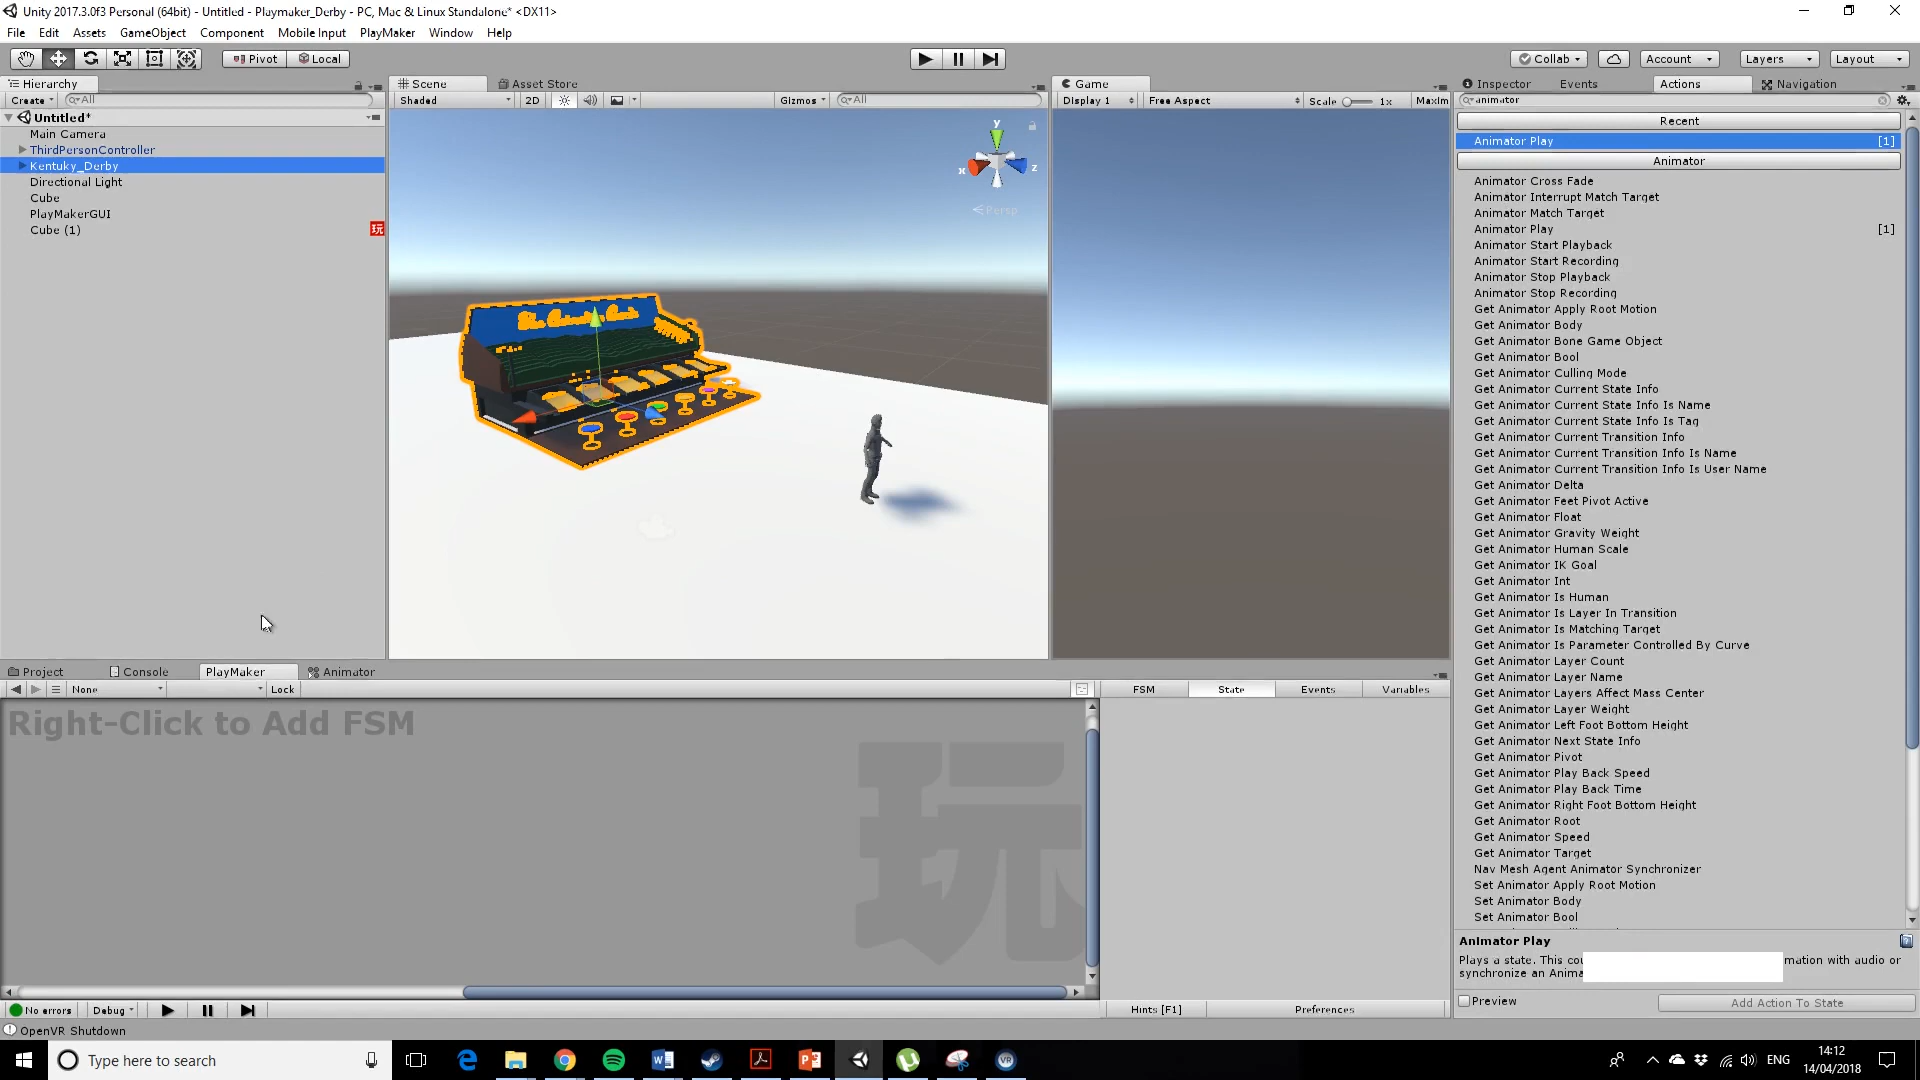 Unity 2017.3.0f3 Personal (64bit) - Untitled - Playmaker_Derby - PC, Mac & Linux Standalone* <DX11>
File Edit Assets GameObject Component Mobile Input PlayMaker Window Help
Pivot Local Collab Account Layers Layout
Hierarchy Scene Asset Store Game Inspector Events Actions Navigation
Create All Shaded 2D Gizmos All Display 1 Free Aspect Scale 1x Maxim animator
Untitled*
Main Camera
ThirdPersonController
Kentuky_Derby
Directional Light
Cube
PlayMakerGUI
Cube (1) 玩
y
x z
Persp
Recent
Animator Play [1]
Animator
Animator Cross Fade
Animator Interrupt Match Target
Animator Match Target
Animator Play [1]
Animator Start Playback
Animator Start Recording
Animator Stop Playback
Animator Stop Recording
Get Animator Apply Root Motion
Get Animator Body
Get Animator Bone Game Object
Get Animator Bool
Get Animator Culling Mode
Get Animator Current State Info
Get Animator Current State Info Is Name
Get Animator Current State Info Is Tag
Get Animator Current Transition Info
Get Animator Current Transition Info Is Name
Get Animator Current Transition Info Is User Name
Get Animator Delta
Get Animator Feet Pivot Active
Get Animator Float
Get Animator Gravity Weight
Get Animator Human Scale
Get Animator IK Goal
Get Animator Int
Get Animator Is Human
Get Animator Is Layer In Transition
Get Animator Is Matching Target
Get Animator Is Parameter Controlled By Curve
Get Animator Layer Count
Get Animator Layer Name
Get Animator Layers Affect Mass Center
Get Animator Layer Weight
Get Animator Left Foot Bottom Height
Get Animator Next State Info
Get Animator Pivot
Get Animator Play Back Speed
Get Animator Play Back Time
Get Animator Right Foot Bottom Height
Get Animator Root
Get Animator Speed
Get Animator Target
Nav Mesh Agent Animator Synchronizer
Set Animator Apply Root Motion
Set Animator Body
Set Animator Bool
Animator Play
Plays a state. This cou mation with audio or
synchronize an Anima
Preview Add Action To State
Project Console PlayMaker Animator
None Lock FSM State Events Variables
Right-Click to Add FSM
玩
No errors Debug Hints [F1] Preferences
OpenVR Shutdown
Type here to search ENG 14:12
14/04/2018